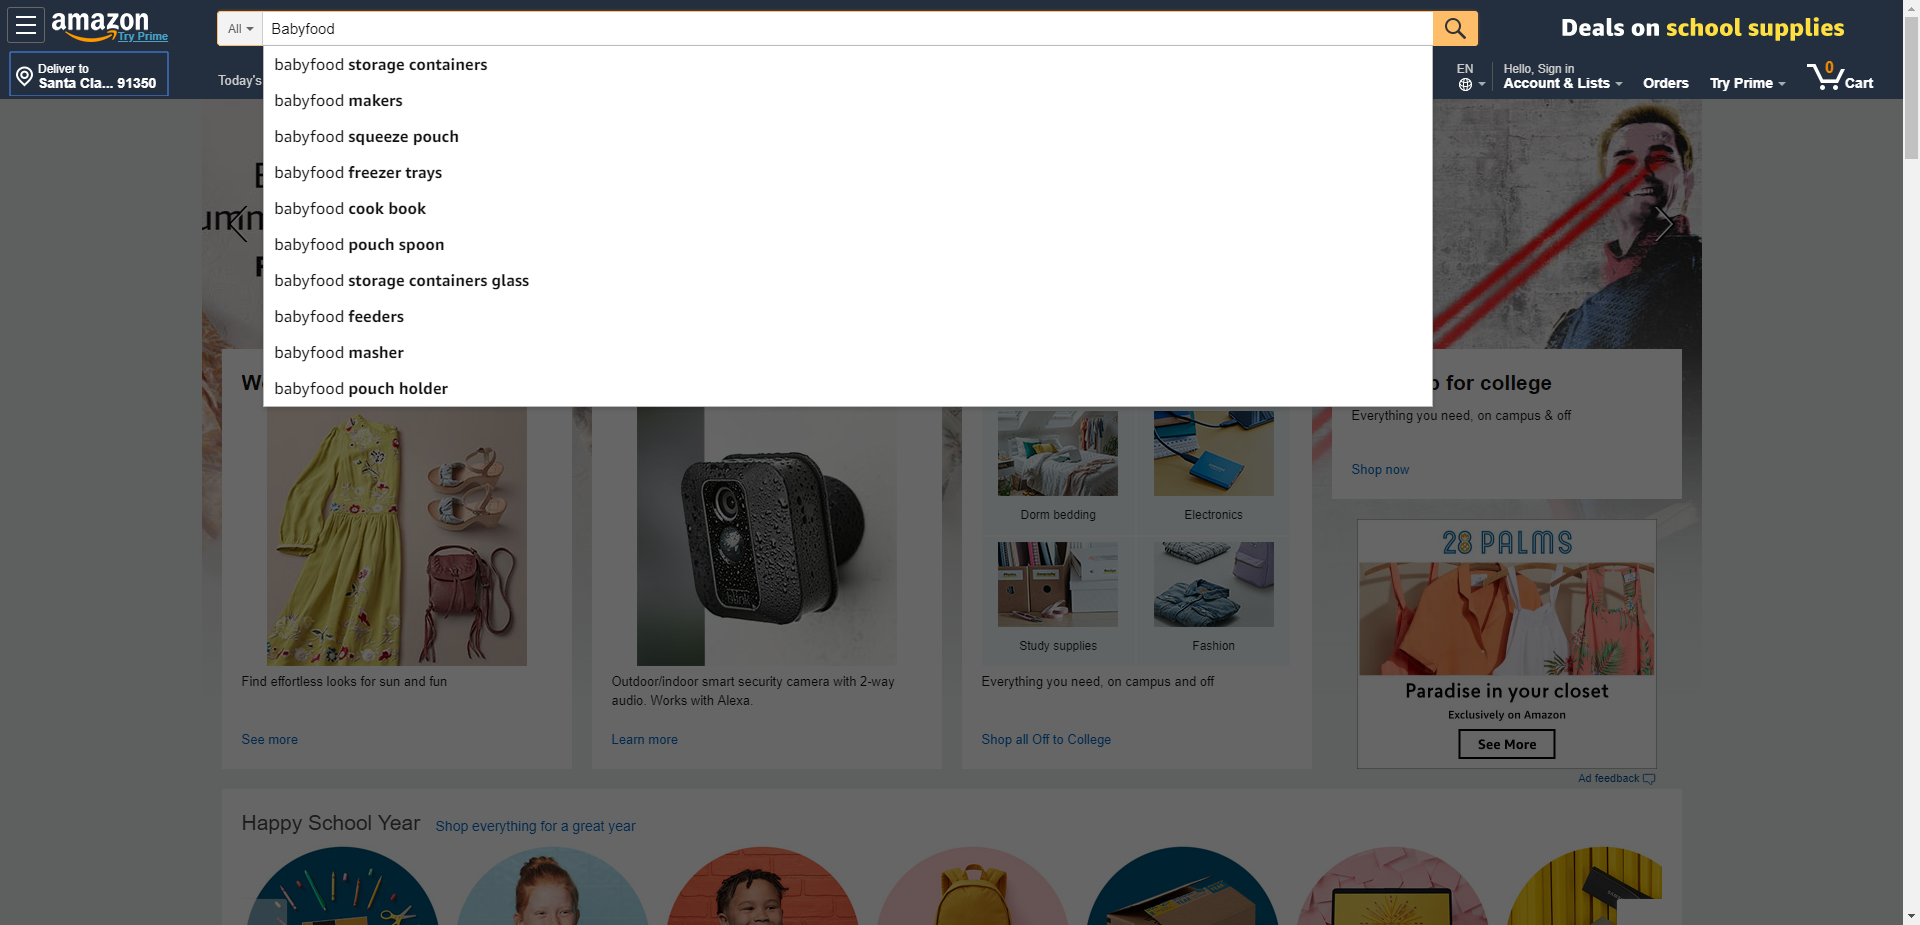 amazon
Try Prime
All
Babyfood
Deals on school supplies
Deliver to
Santa Cla... 91350
Today's
EN
Hello, Sign in
Account & Lists
Orders
Try Prime
0
Cart
babyfood storage containers
babyfood makers
babyfood squeeze pouch
babyfood freezer trays
babyfood cook book
babyfood pouch spoon
babyfood storage containers glass
babyfood feeders
babyfood masher
babyfood pouch holder
for college
Everything you need, on campus & off
Shop now
Dorm bedding
Electronics
Study supplies
Fashion
blink
Find effortless looks for sun and fun
See more
Outdoor/indoor smart security camera with 2-way
audio. Works with Alexa.
Learn more
Everything you need, on campus and off
Shop all Off to College
28 PALMS
Paradise in your closet
Exclusively on Amazon
See More
Ad feedback
Happy School Year
Shop everything for a great year